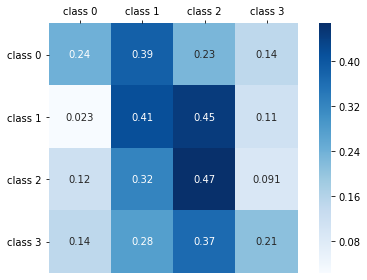 class 0 class 1 class 2 class 3
class 0 0.24 0.39 0.23 0.14
class 1 0.023 0.41 0.45 0.11
class 2 0.12 0.32 0.47 0.091
class 3 0.14 0.28 0.37 0.21
0.40
0.32
0.24
0.16
0.08